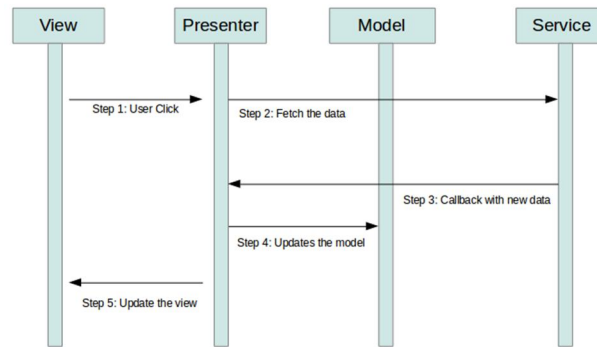 View
Presenter
Model
Service
Step 1: User Click
Step 2: Fetch the data
Step 3: Callback with new data
Step 4: Updates the model
Step 5: Update the view